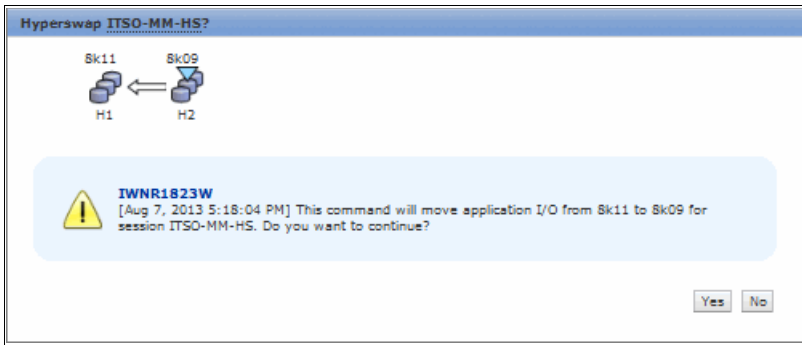 Hyperswap ITSO-MM-HS?
8k11 8k09
H1 H2
IWNR1823W
[Aug 7, 2013 5:18:04 PM] This command will move application I/O from 8k11 to 8k09 for
session ITSO-MM-HS. Do you want to continue?
Yes No